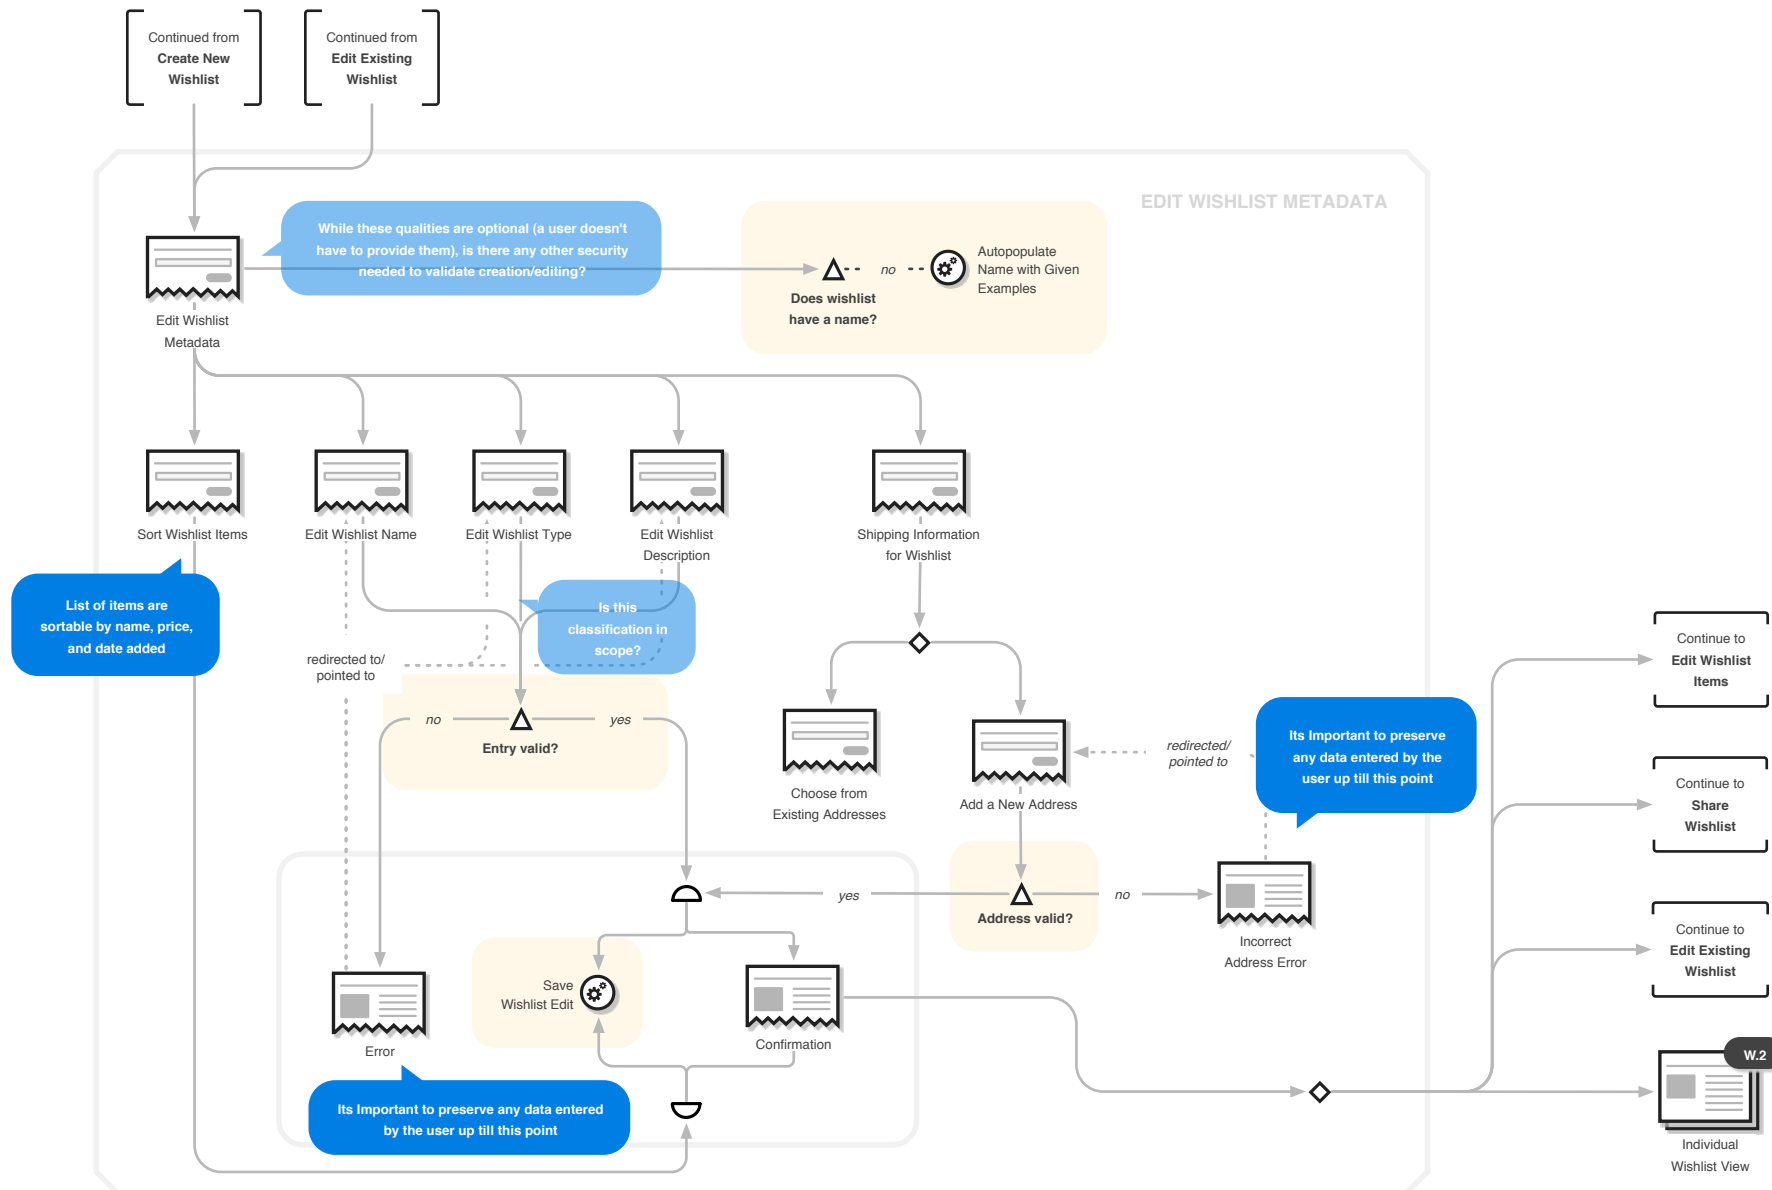 Continued from
Create New
Wishlist
Continued from
Edit Existing
Wishlist
EDIT WISHLIST METADATA
While these qualities are optional (a user doesn't
have to provide them), is there any other security
needed to validate creation/editing?
no
Autopopulate
Name with Given
Examples
Does wishlist
have a name?
Edit Wishlist
Metadata
Sort Wishlist Items
Edit Wishlist Name
Edit Wishlist Type
Edit Wishlist
Description
Shipping Information
for Wishlist
List of items are
sortable by name, price,
and date added
Is this
classification in
scope?
redirected to/
pointed to
no
yes
Entry valid?
Choose from
Existing Addresses
Add a New Address
redirected/
pointed to
Its Important to preserve
any data entered by the
user up till this point
Continue to
Edit Wishlist
Items
Continue to
Share
Wishlist
yes
Address valid?
no
Incorrect
Address Error
Continue to
Edit Existing
Wishlist
Save
Wishlist Edit
Error
Confirmation
Its Important to preserve any data entered
by the user up till this point
W.2
Individual
Wishlist View